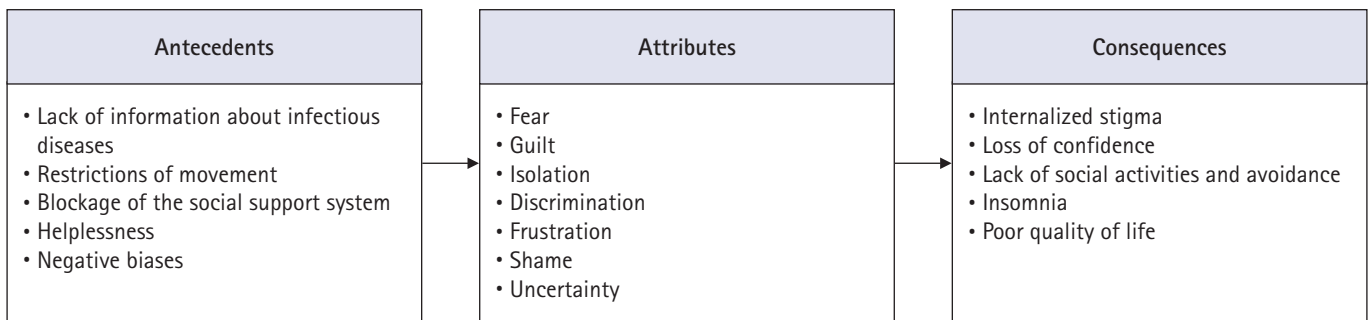 Antecedents
• Lack of information about infectious
diseases
• Restrictions of movement
• Blockage of the social support system
• Helplessness
• Negative biases
Attributes
• Fear
• Guilt
• Isolation
• Discrimination
• Frustration
• Shame
• Uncertainty
Consequences
• Internalized stigma
• Loss of confidence
• Lack of social activities and avoidance
• Insomnia
• Poor quality of life